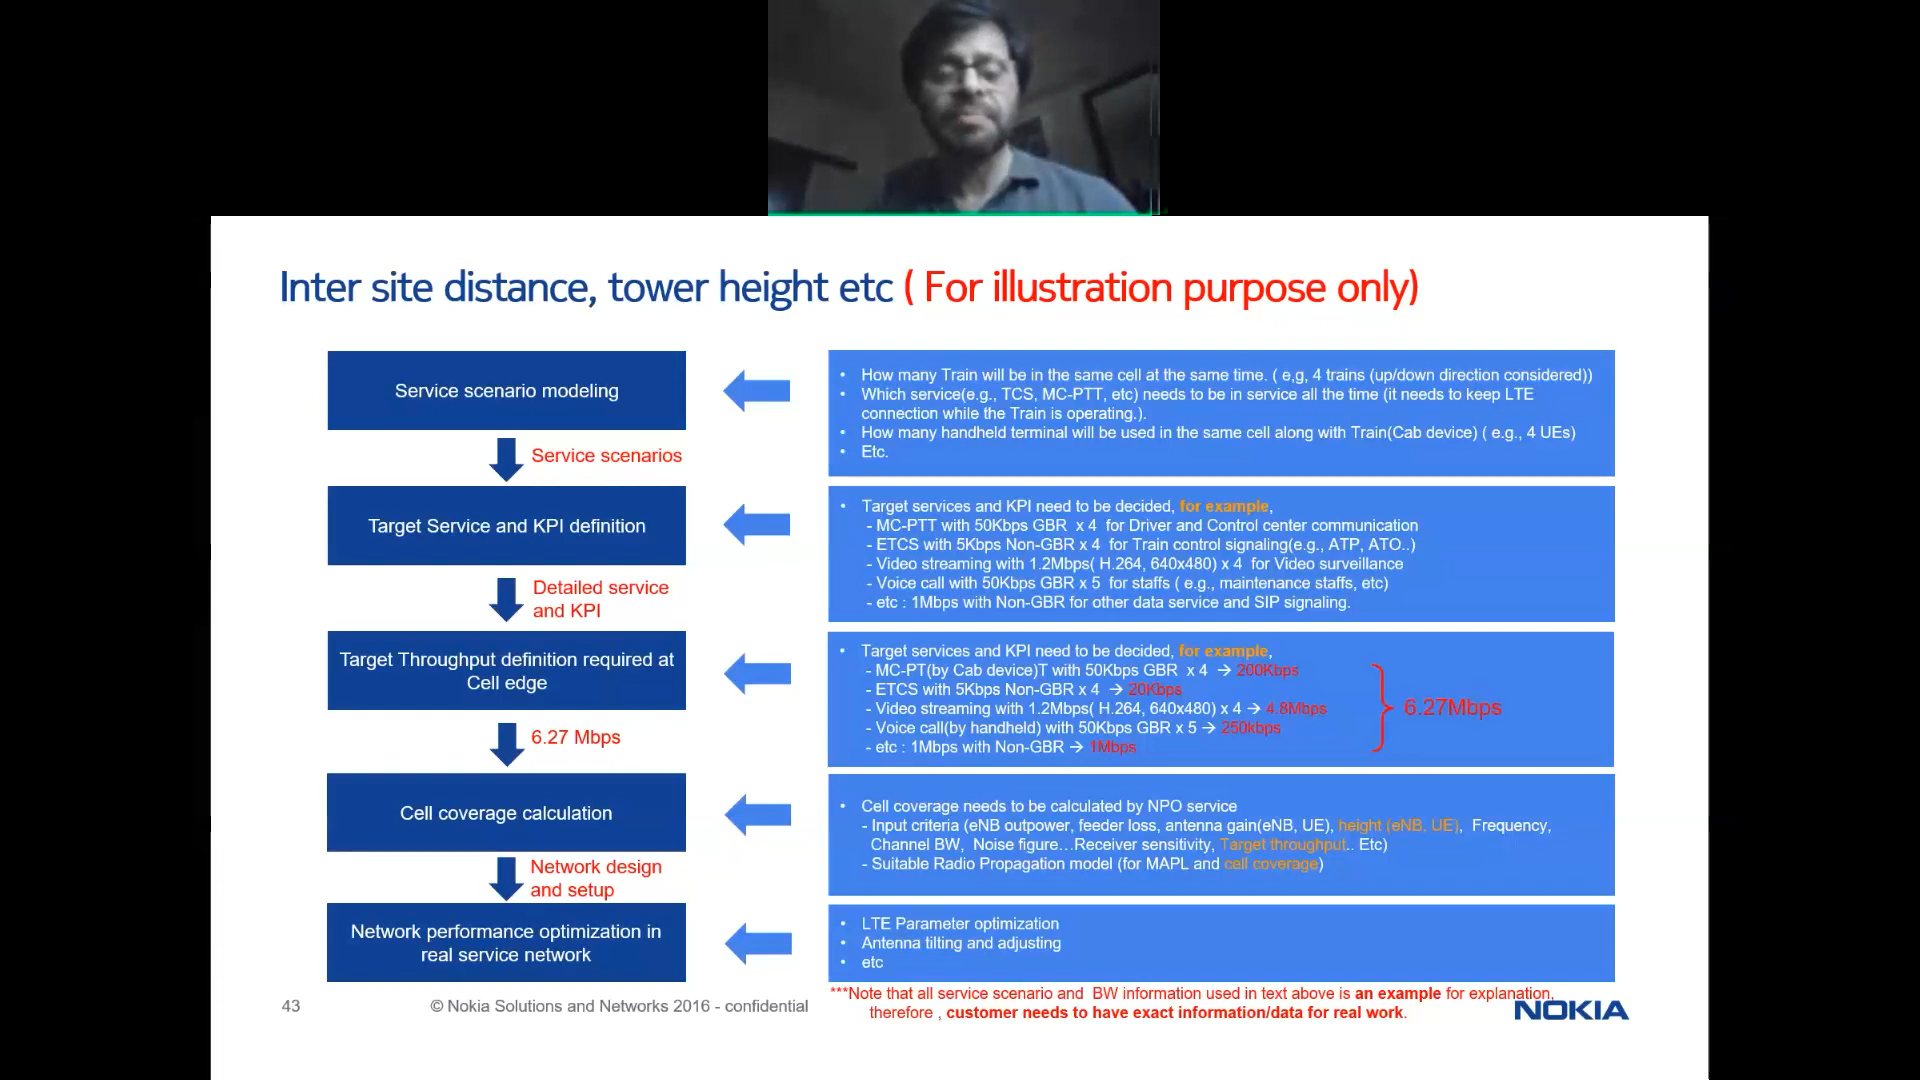 Inter site distance, tower height etc ( For illustration purpose only)
Service scenario modeling
• How many Train will be in the same cell at the same time. ( e,g, 4 trains (up/down direction considered))
• Which service(e.g., TCS, MC-PTT, etc) needs to be in service all the time (it needs to keep LTE
connection while the Train is operating.).
• How many handheld terminal will be used in the same cell along with Train(Cab device) ( e.g., 4 UEs)
• Etc.
Service scenarios
Target Service and KPI definition
• Target services and KPI need to be decided, for example,
- MC-PTT with 50Kbps GBR x 4 for Driver and Control center communication
- ETCS with 5Kbps Non-GBR x 4 for Train control signaling(e.g., ATP, ATO..)
- Video streaming with 1.2Mbps( H.264, 640x480) x 4 for Video surveillance
- Voice call with 50Kbps GBR x 5 for staffs ( e.g., maintenance staffs, etc)
- etc : 1Mbps with Non-GBR for other data service and SIP signaling.
Detailed service
and KPI
Target Throughput definition required at
Cell edge
• Target services and KPI need to be decided, for example,
- MC-PT(by Cab device)T with 50Kbps GBR x 4 → 200Kbps
- ETCS with 5Kbps Non-GBR x 4 → 20Kbps
- Video streaming with 1.2Mbps( H.264, 640x480) x 4 → 4.8Mbps
- Voice call(by handheld) with 50Kbps GBR x 5 → 250kbps
- etc : 1Mbps with Non-GBR → 1Mbps
6.27Mbps
6.27 Mbps
Cell coverage calculation
• Cell coverage needs to be calculated by NPO service
- Input criteria (eNB outpower, feeder loss, antenna gain(eNB, UE), height (eNB, UE), Frequency,
Channel BW, Noise figure…Receiver sensitivity, Target throughput.. Etc)
- Suitable Radio Propagation model (for MAPL and cell coverage)
Network design
and setup
Network performance optimization in
real service network
• LTE Parameter optimization
• Antenna tilting and adjusting
• etc
***Note that all service scenario and BW information used in text above is an example for explanation,
therefore , customer needs to have exact information/data for real work.
43
© Nokia Solutions and Networks 2016 - confidential
NOKIA